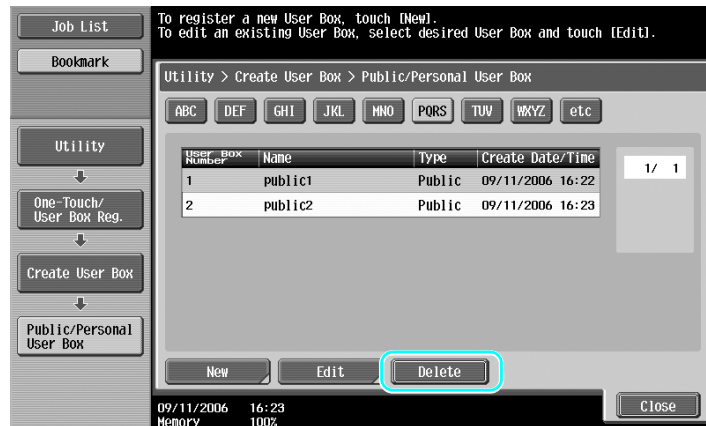 Job List
Bookmark
To register a new User Box, touch [New].
To edit an existing User Box, select desired User Box and touch [Edit].
Utility > Create User Box > Public/Personal User Box
ABC DEF GHI JKL MNO PQRS TUV WXYZ etc
Utility
One-Touch/
User Box Reg.
Create User Box
Public/Personal
User Box
User Box
Number Name Type Create Date/Time
1 public1 Public 09/11/2006 16:22
2 public2 Public 09/11/2006 16:23
1/ 1
New Edit Delete
09/11/2006 16:23
Memory 100%
Close